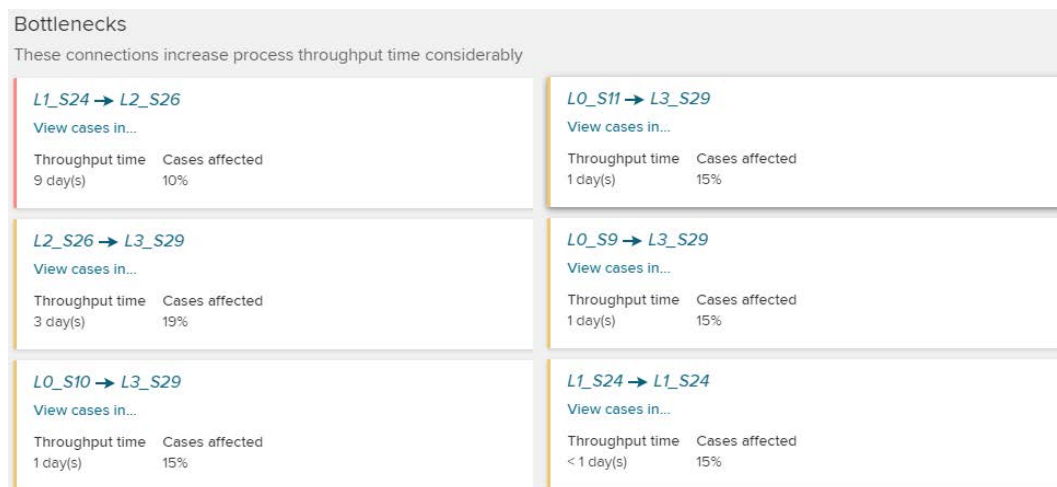 Bottlenecks
These connections increase process throughput time considerably
L1_S24 → L2_S26
View cases in...
Throughput time Cases affected
9 day(s) 10%
L0_S11 → L3_S29
View cases in...
Throughput time Cases affected
1 day(s) 15%
L2_S26 → L3_S29
View cases in...
Throughput time Cases affected
3 day(s) 19%
L0_S9 → L3_S29
View cases in...
Throughput time Cases affected
1 day(s) 15%
L0_S10 → L3_S29
View cases in...
Throughput time Cases affected
1 day(s) 15%
L1_S24 → L1_S24
View cases in...
Throughput time Cases affected
< 1 day(s) 15%